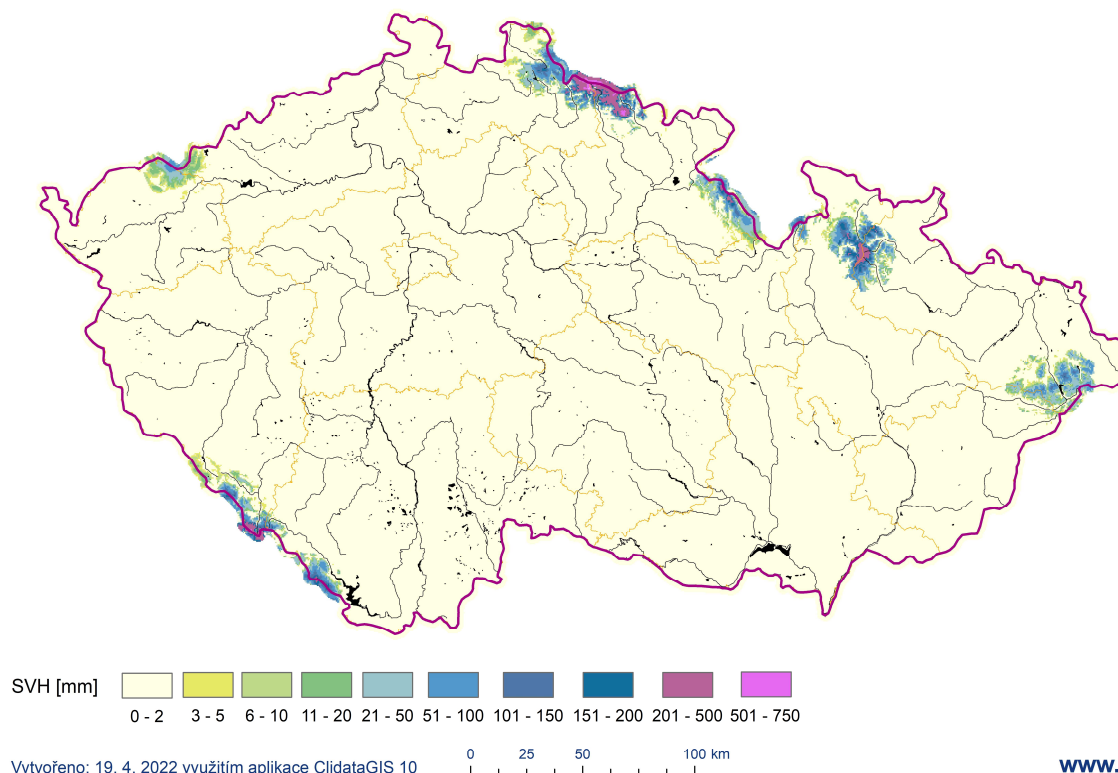 SVH [mm]
0 - 2 3 - 5 6 - 10 11 - 20 21 - 50 51 - 100 101 - 150 151 - 200 201 - 500 501 - 750
0 25 50 100 km
Vytvořeno: 19. 4. 2022 využitím aplikace ClidataGIS 10
www.